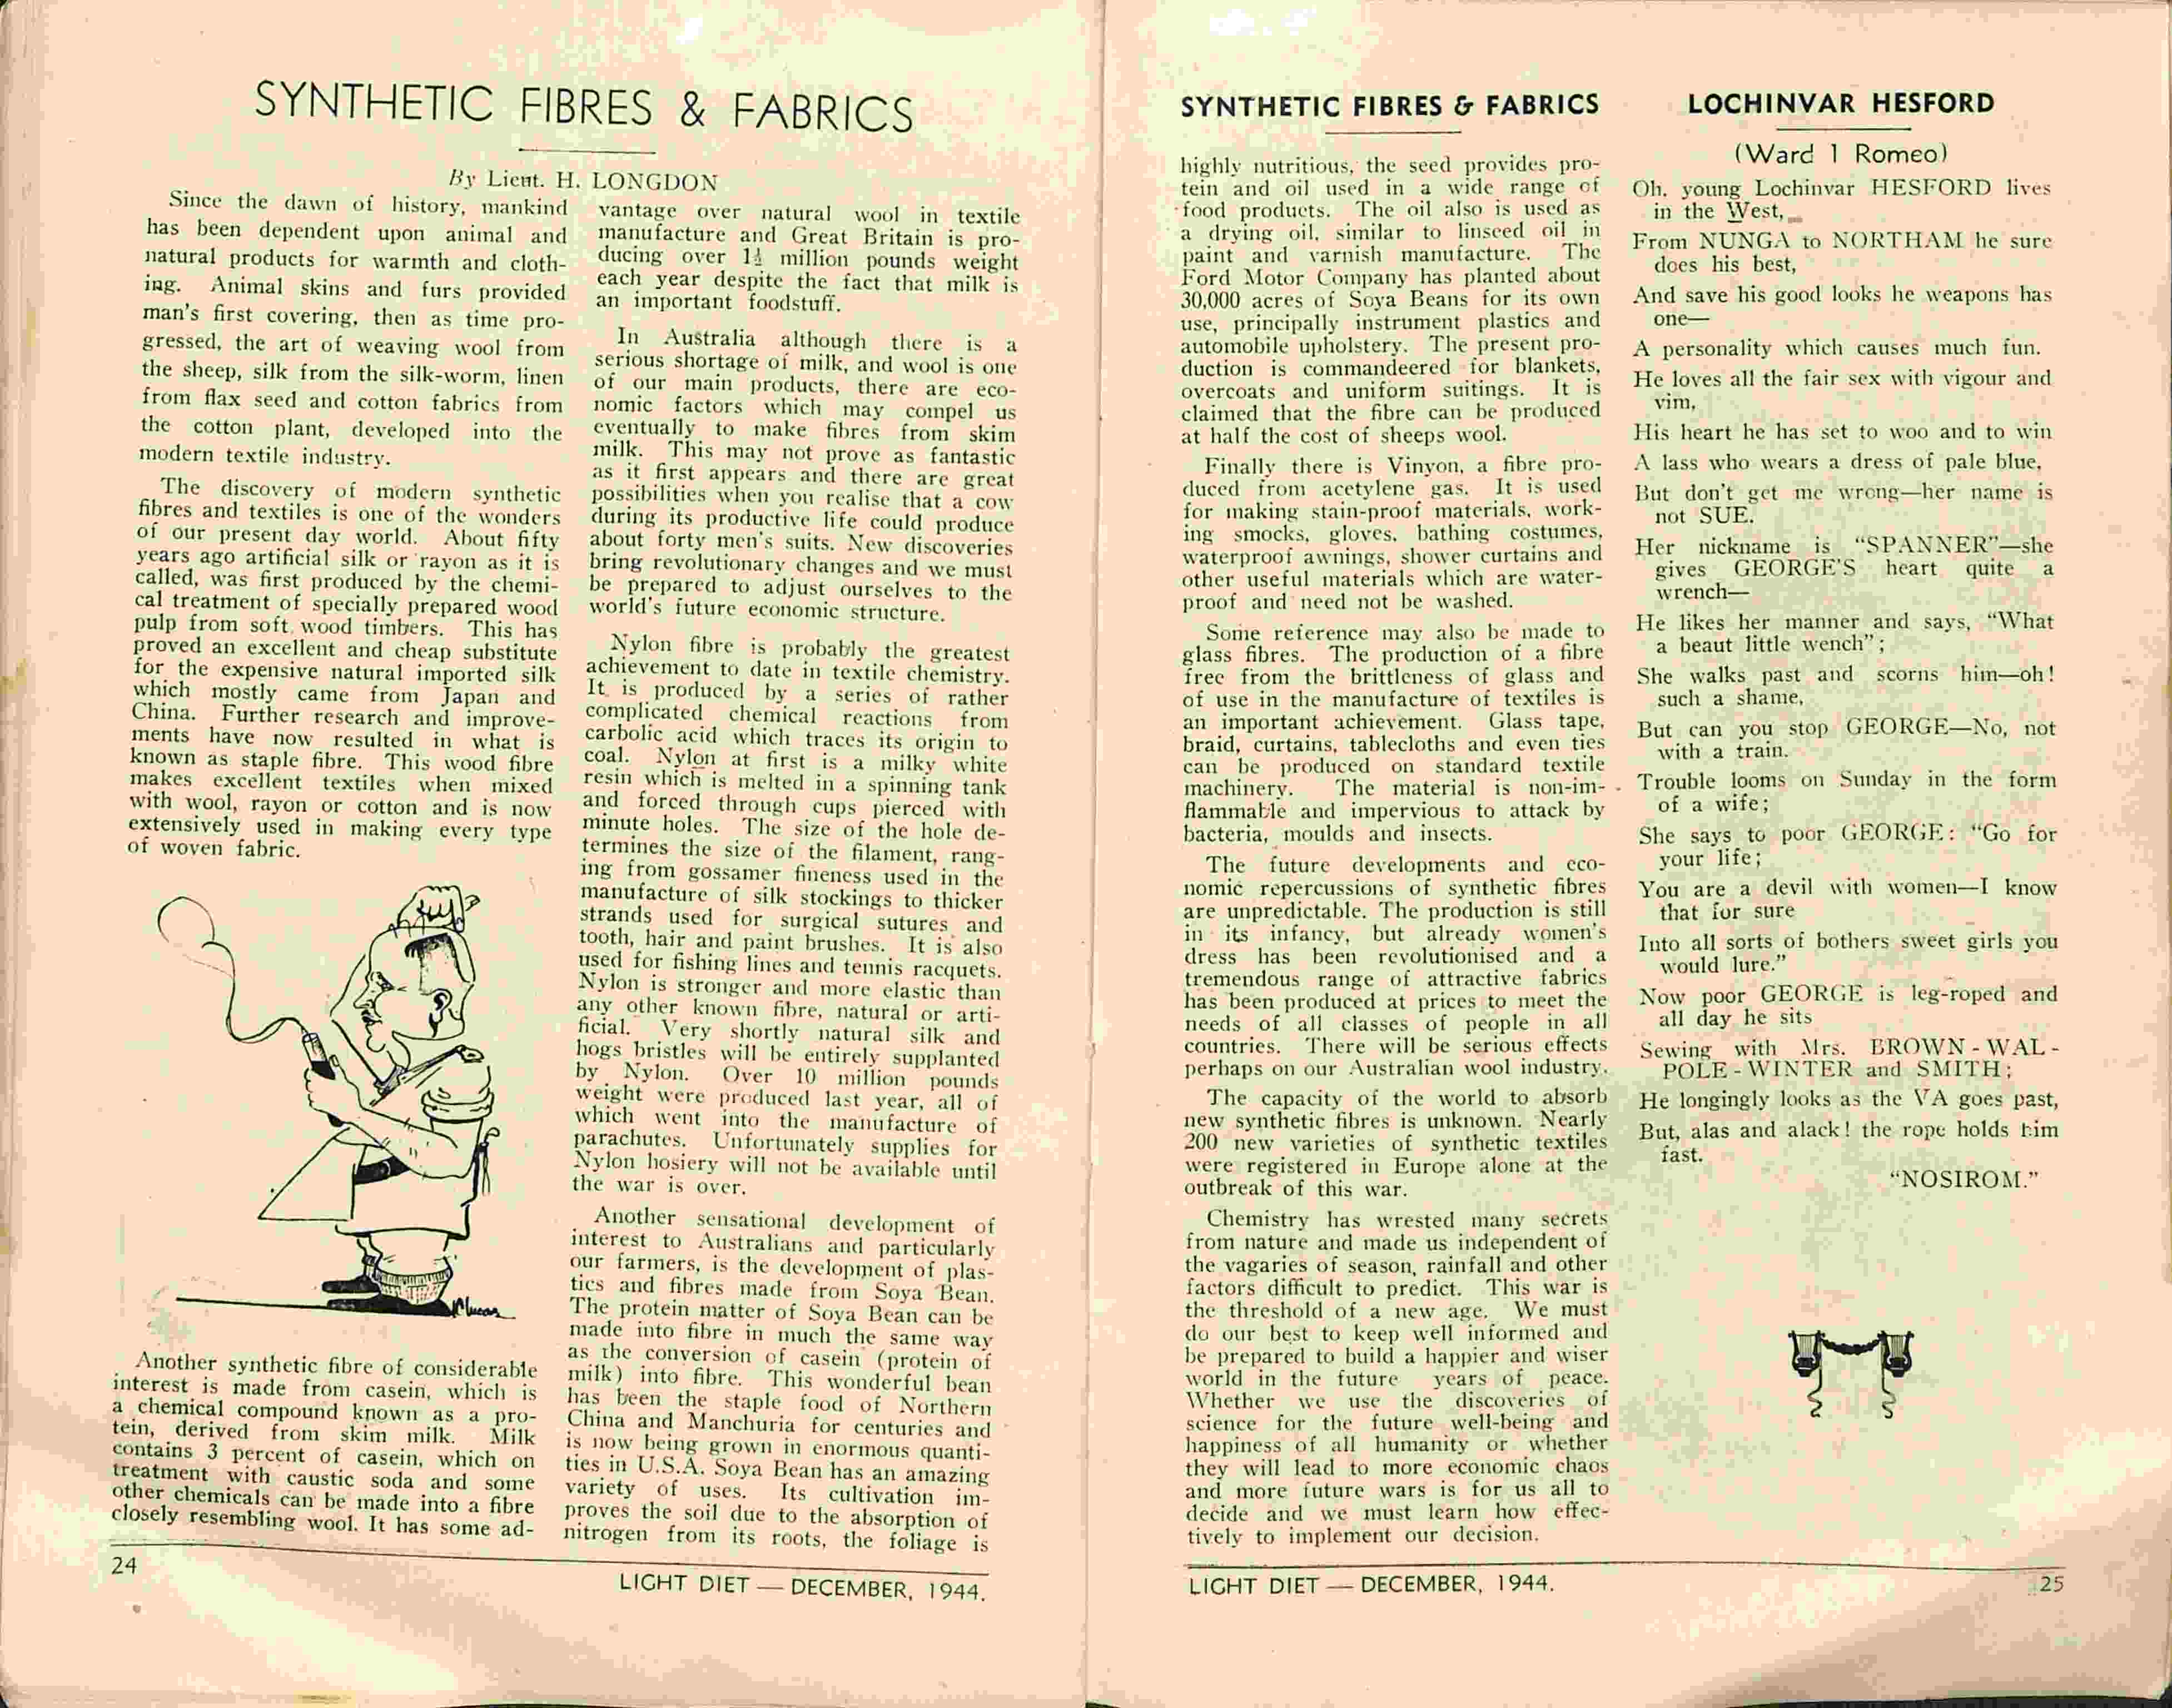 SYNTHETIC FIBRES & FABRICS
By Lieut. H. LONGDON
Since the dawn of history, mankind
has been dependent upon animal and
natural products for warmth and cloth-
ing. Animal skins and furs provided
man's first covering, then as time pro-
gressed, the art of weaving wool from
the sheep, silk from the silk-worm, linen
from flax seed and cotton fabrics from
the cotton plant, developed into the
modern textile industry.
The discovery of modern synthetic
fibres and textiles is one of the wonders
of our present day world. About fifty
years ago artificial silk or rayon as it is
called, was first produced by the chemi-
cal treatment of specially prepared wood
pulp from soft wood timbers. This has
proved an excellent and cheap substitute
for the expensive natural imported silk
which mostly came from Japan and
China. Further research and improve-
ments have now resulted in what is
known as staple fibre. This wood fibre
makes excellent textiles when mixed
with wool, rayon or cotton and is now
extensively used in making every type
of woven fabric.
Another synthetic fibre of considerable
interest is made from casein, which is
a chemical compound known as a pro-
tein, derived from skim milk. Milk
contains 3 percent of casein, which on
treatment with caustic soda and some
other chemicals can be made into a fibre
closely resembling wool. It has some ad-
vantage over natural wool in textile
manufacture and Great Britain is pro-
ducing over 1½ million pounds weight
each year despite the fact that milk is
an important foodstuff.
In Australia although there is a
serious shortage of milk, and wool is one
of our main products, there are eco-
nomic factors which may compel us
eventually to make fibres from skim
milk. This may not prove as fantastic
as it first appears and there are great
possibilities when you realise that a cow
during its productive life could produce
about forty men's suits. New discoveries
bring revolutionary changes and we must
be prepared to adjust ourselves to the
world's future economic structure.
Nylon fibre is probably the greatest
achievement to date in textile chemistry.
It is produced by a series of rather
complicated chemical reactions from
carbolic acid which traces its origin to
coal. Nylon at first is a milky white
resin which is melted in a spinning tank
and forced through cups pierced with
minute holes. The size of the hole de-
termines the size of the filament, rang-
ing from gossamer fineness used in the
manufacture of silk stockings to thicker
strands used for surgical sutures and
tooth, hair and paint brushes. It is also
used for fishing lines and tennis racquets.
Nylon is stronger and more elastic than
any other known fibre, natural or arti-
ficial. Very shortly natural silk and
hogs bristles will be entirely supplanted
by Nylon. Over 10 million pounds
weight were produced last year, all of
which went into the manufacture of
parachutes. Unfortunately supplies for
Nylon hosiery will not be available until
the war is over.
Another sensational development of
interest to Australians and particularly
our farmers, is the development of plas-
tics and fibres made from Soya Bean.
The protein matter of Soya Bean can be
made into fibre in much the same way
as the conversion of casein (protein of
milk) into fibre. This wonderful bean
has been the staple food of Northern
China and Manchuria for centuries and
is now being grown in enormous quanti-
ties in U.S.A. Soya Bean has an amazing
variety of uses. Its cultivation im-
proves the soil due to the absorption of
nitrogen from its roots, the foliage is
24
LIGHT DIET — DECEMBER, 1944.
SYNTHETIC FIBRES & FABRICS
highly nutritious, the seed provides pro-
tein and oil used in a wide range of
food products. The oil also is used as
a drying oil, similar to linseed oil in
paint and varnish manufacture. The
Ford Motor Company has planted about
30,000 acres of Soya Beans for its own
use, principally instrument plastics and
automobile upholstery. The present pro-
duction is commandeered for blankets,
overcoats and uniform suitings. It is
claimed that the fibre can be produced
at half the cost of sheeps wool.
Finally there is Vinyon, a fibre pro-
duced from acetylene gas. It is used
for making stain-proof materials, work-
ing smocks, gloves, bathing costumes,
waterproof awnings, shower curtains and
other useful materials which are water-
proof and need not be washed.
Some reference may also be made to
glass fibres. The production of a fibre
free from the brittleness of glass and
of use in the manufacture of textiles is
an important achievement. Glass tape,
braid, curtains, tablecloths and even ties
can be produced on standard textile
machinery. The material is non-im-
flammable and impervious to attack by
bacteria, moulds and insects.
The future developments and eco-
nomic repercussions of synthetic fibres
are unpredictable. The production is still
in its infancy, but already women's
dress has been revolutionised and a
tremendous range of attractive fabrics
has been produced at prices to meet the
needs of all classes of people in all
countries. There will be serious effects
perhaps on our Australian wool industry.
The capacity of the world to absorb
new synthetic fibres is unknown. Nearly
200 new varieties of synthetic textiles
were registered in Europe alone at the
outbreak of this war.
Chemistry has wrested many secrets
from nature and made us independent of
the vagaries of season, rainfall and other
factors difficult to predict. This war is
the threshold of a new age. We must
do our best to keep well informed and
be prepared to build a happier and wiser
world in the future years of peace.
Whether we use the discoveries of
science for the future well-being and
happiness of all humanity or whether
they will lead to more economic chaos
and more future wars is for us all to
decide and we must learn how effec-
tively to implement our decision.
LOCHINVAR HESFORD
(Ward 1 Romeo)
Oh, young Lochinvar HESFORD lives
in the West,
From NUNGA to NORTHAM he sure
does his best,
And save his good looks he weapons has
one—
A personality which causes much fun.
He loves all the fair sex with vigour and
vim,
His heart he has set to woo and to win
A lass who wears a dress of pale blue,
But don't get me wrong—her name is
not SUE.
Her nickname is "SPANNER"—she
gives GEORGE'S heart quite a
wrench—
He likes her manner and says, "What
a beaut little wench";
She walks past and scorns him—oh!
such a shame,
But can you stop GEORGE—No, not
with a train.
Trouble looms on Sunday in the form
of a wife;
She says to poor GEORGE: "Go for
your life;
You are a devil with women—I know
that for sure
Into all sorts of bothers sweet girls you
would lure."
Now poor GEORGE is leg-roped and
all day he sits
Sewing with Mrs. BROWN - WAL -
POLE - WINTER and SMITH;
He longingly looks as the VA goes past,
But, alas and alack! the rope holds him
fast.
"NOSIROM."
LIGHT DIET — DECEMBER, 1944.
25